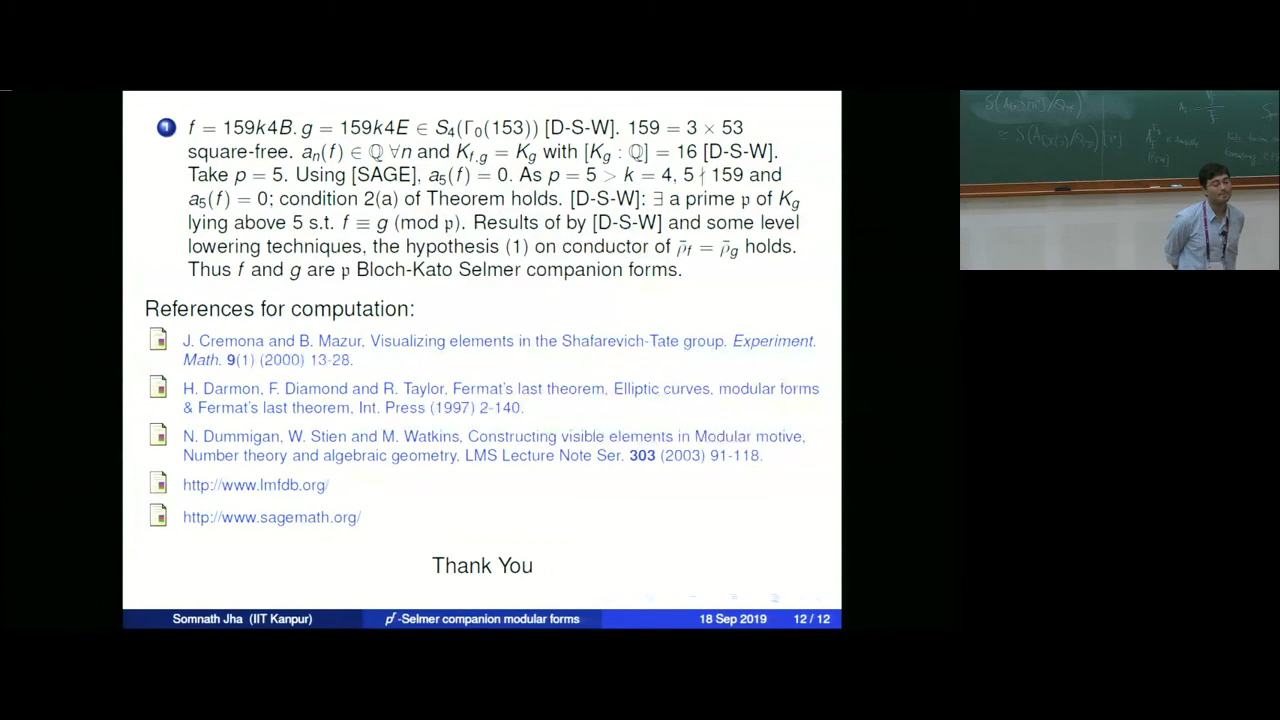 1 f = 159k4B. g = 159k4E ∈ S₄(Γ₀(153)) [D-S-W]. 159 = 3 × 53
square-free. aₙ(f) ∈ ℚ ∀n and K_{f,g} = K_g with [K_g : ℚ] = 16 [D-S-W].
Take p = 5. Using [SAGE], a₅(f) = 0. As p = 5 > k = 4, 5 ∤ 159 and
a₅(f) = 0; condition 2(a) of Theorem holds. [D-S-W]: ∃ a prime 𝔭 of K_g
lying above 5 s.t. f ≡ g (mod 𝔭). Results of by [D-S-W] and some level
lowering techniques, the hypothesis (1) on conductor of ρ̄_f = ρ̄_g holds.
Thus f and g are 𝔭 Bloch-Kato Selmer companion forms.
References for computation:
J. Cremona and B. Mazur, Visualizing elements in the Shafarevich-Tate group. Experiment.
Math. 9(1) (2000) 13-28.
H. Darmon, F. Diamond and R. Taylor, Fermat's last theorem, Elliptic curves, modular forms
& Fermat's last theorem, Int. Press (1997) 2-140.
N. Dummigan, W. Stien and M. Watkins, Constructing visible elements in Modular motive,
Number theory and algebraic geometry, LMS Lecture Note Ser. 303 (2003) 91-118.
http://www.lmfdb.org/
http://www.sagemath.org/
Thank You
Somnath Jha (IIT Kanpur) p^r-Selmer companion modular forms 18 Sep 2019 12 / 12